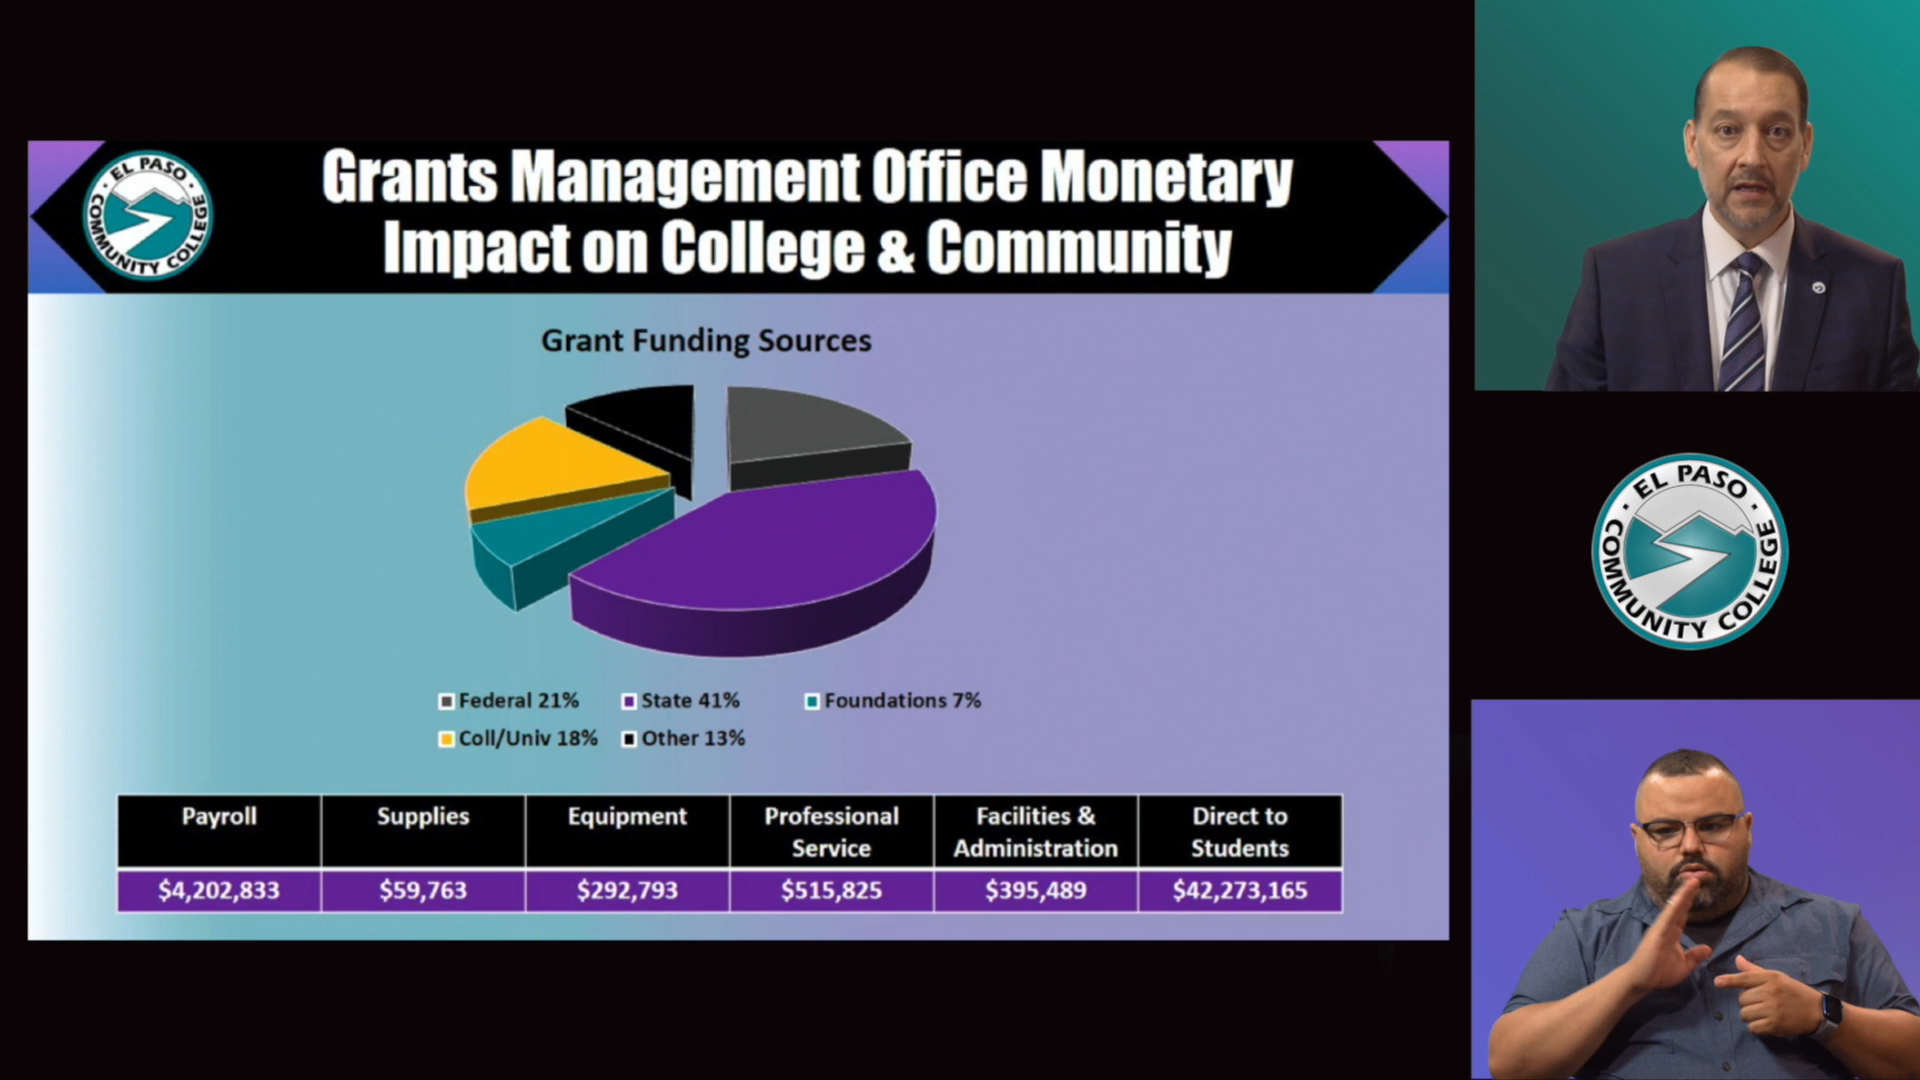 EL PASO
COMMUNITY COLLEGE
Grants Management Office Monetary
Impact on College & Community
Grant Funding Sources
Federal 21%
State 41%
Foundations 7%
Coll/Univ 18%
Other 13%
Payroll
Supplies
Equipment
Professional
Service
Facilities &
Administration
Direct to
Students
$4,202,833
$59,763
$292,793
$515,825
$395,489
$42,273,165
EL PASO
COMMUNITY COLLEGE